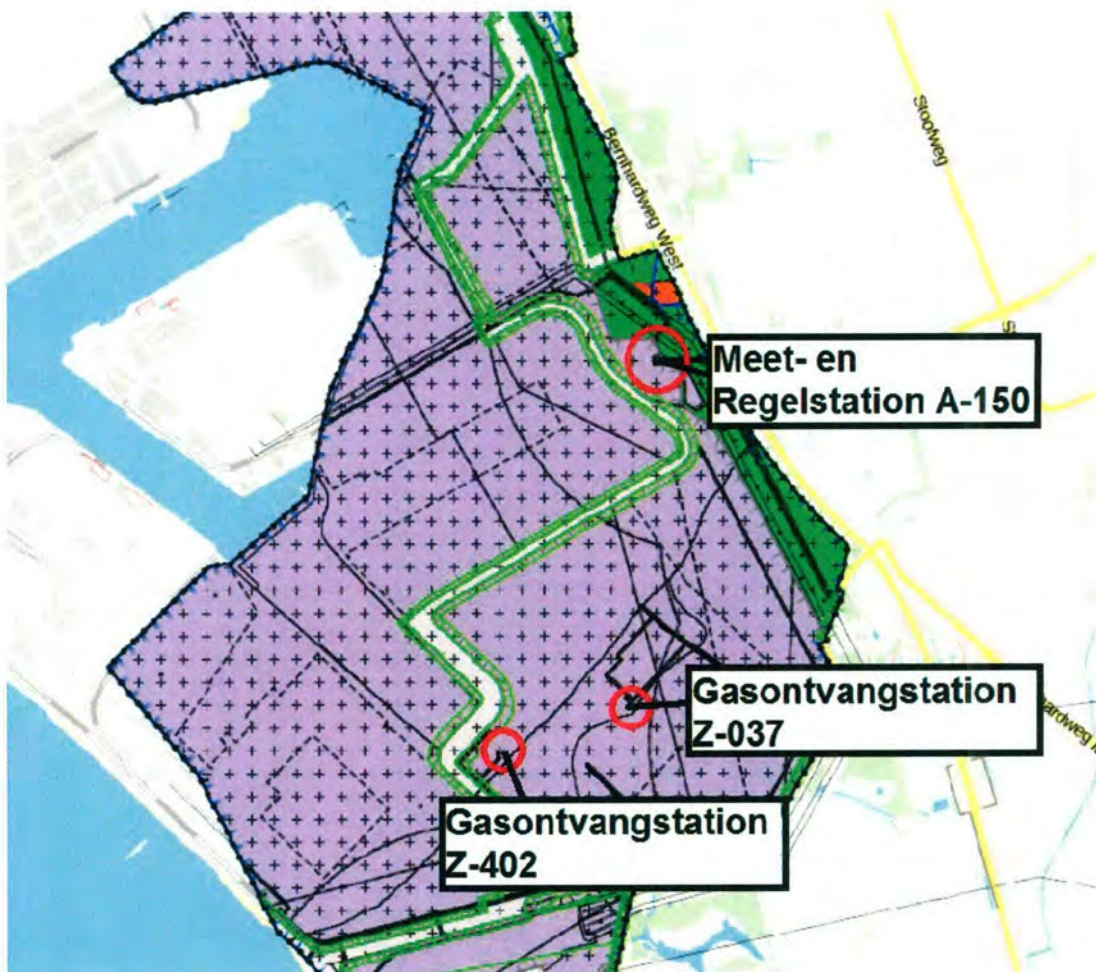 Stoofweg
Bernhardweg West
Meet- en
Regelstation A-150
Gasontvangstation
Z-037
Gasontvangstation
Z-402